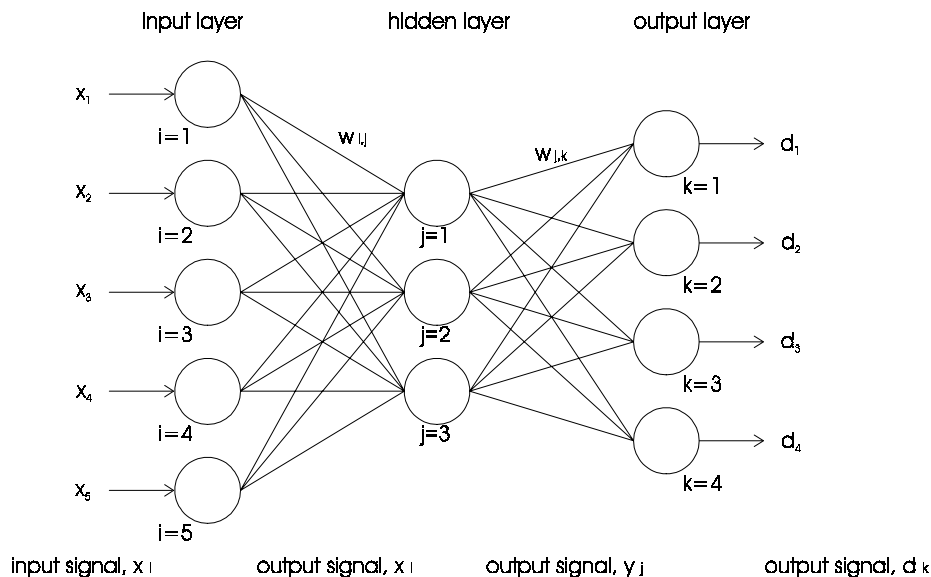 input layer hidden layer output layer
x₁
i=1
w i,j
w j,k
d₁
k=1
x₂
i=2
j=1
d₂
k=2
x₃
i=3
j=2
d₃
k=3
x₄
i=4
j=3
d₄
k=4
x₅
i=5
input signal, x i output signal, x i output signal, y j output signal, d k